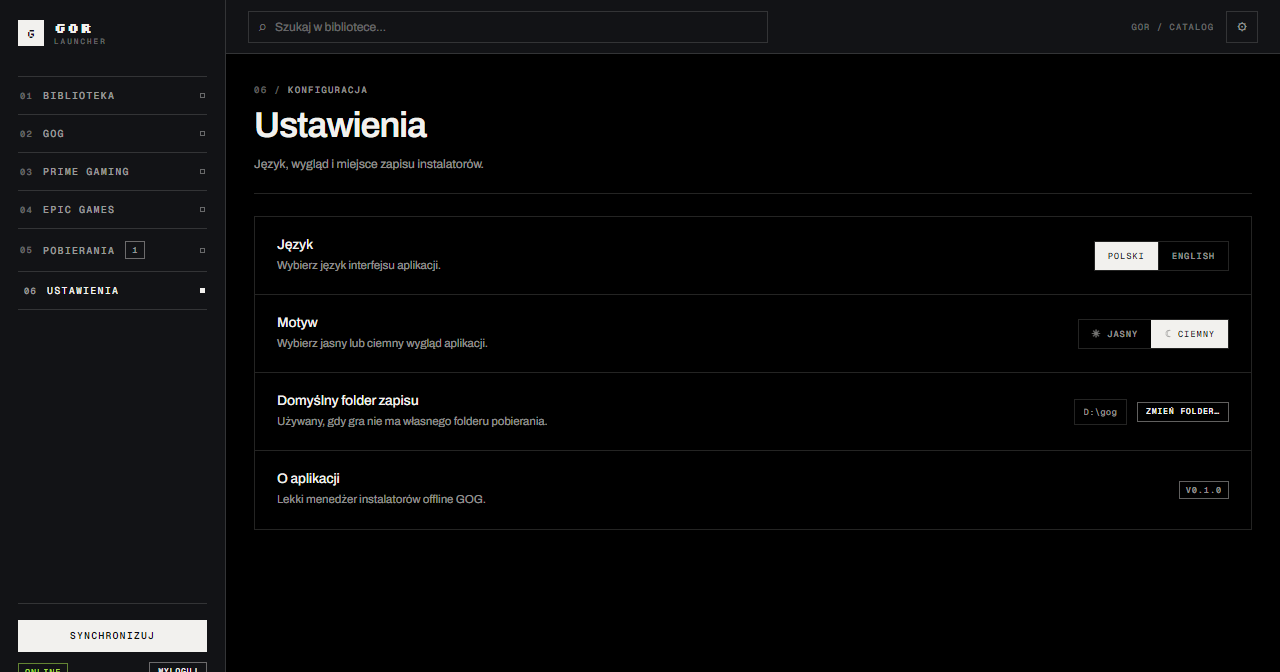 G GOR
LAUNCHER
Szukaj w bibliotece...
GOR / CATALOG
01 BIBLIOTEKA
02 GOG
03 PRIME GAMING
04 EPIC GAMES
05 POBIERANIA 1
06 USTAWIENIA
SYNCHRONIZUJ
ONLINE
WYLOGUJ
06 / KONFIGURACJA
Ustawienia
Język, wygląd i miejsce zapisu instalatorów.
Język
Wybierz język interfejsu aplikacji.
POLSKI ENGLISH
Motyw
Wybierz jasny lub ciemny wygląd aplikacji.
JASNY CIEMNY
Domyślny folder zapisu
Używany, gdy gra nie ma własnego folderu pobierania.
D:\gog ZMIEŃ FOLDER…
O aplikacji
Lekki menedżer instalatorów offline GOG.
V0.1.0